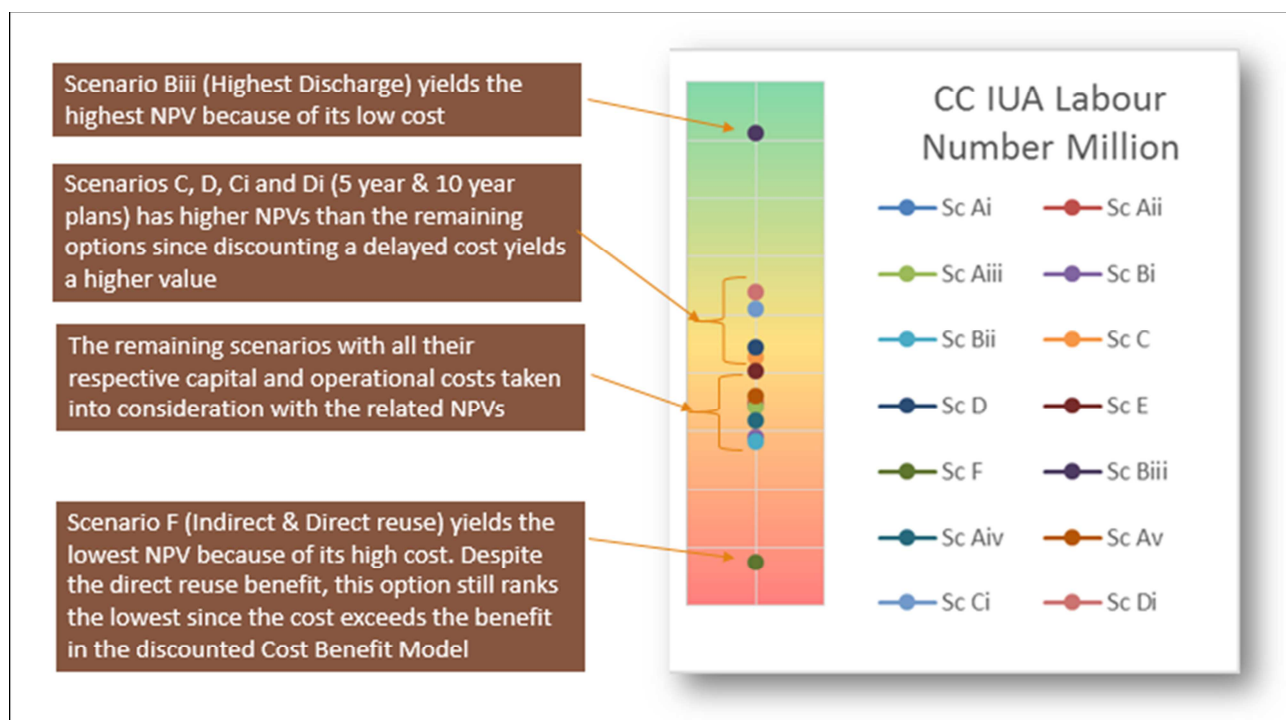 Scenario Biii (Highest Discharge) yields the
highest NPV because of its low cost
Scenarios C, D, Ci and Di (5 year & 10 year
plans) has higher NPVs than the remaining
options since discounting a delayed cost yields
a higher value
The remaining scenarios with all their
respective capital and operational costs taken
into consideration with the related NPVs
Scenario F (Indirect & Direct reuse) yields the
lowest NPV because of its high cost. Despite
the direct reuse benefit, this option still ranks
the lowest since the cost exceeds the benefit
in the discounted Cost Benefit Model
CC IUA Labour
Number Million
Sc Ai
Sc Aii
Sc Aiii
Sc Bi
Sc Bii
Sc C
Sc D
Sc E
Sc F
Sc Biii
Sc Aiv
Sc Av
Sc Ci
Sc Di